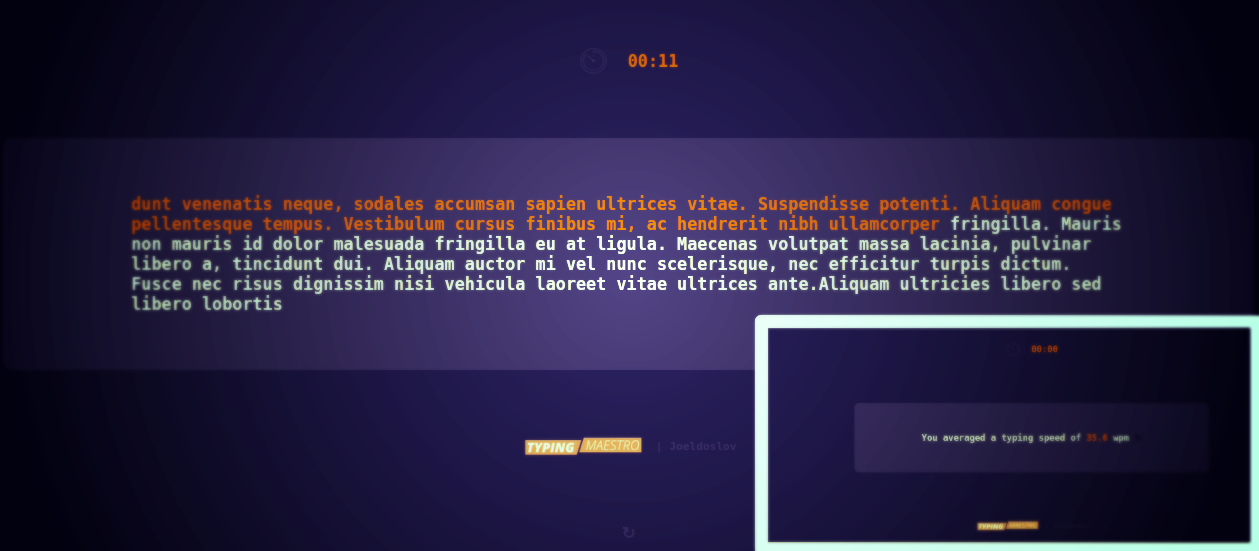 00:11
dunt venenatis neque, sodales accumsan sapien ultrices vitae. Suspendisse potenti. Aliquam congue
pellentesque tempus. Vestibulum cursus finibus mi, ac hendrerit nibh ullamcorper fringilla. Mauris
non mauris id dolor malesuada fringilla eu at ligula. Maecenas volutpat massa lacinia, pulvinar
libero a, tincidunt dui. Aliquam auctor mi vel nunc scelerisque, nec efficitur turpis dictum.
Fusce nec risus dignissim nisi vehicula laoreet vitae ultrices ante.Aliquam ultricies libero sed
libero lobortis
TYPING MAESTRO | Joeldoslov
00:00
You averaged a typing speed of 35.0 wpm
TYPING MAESTRO